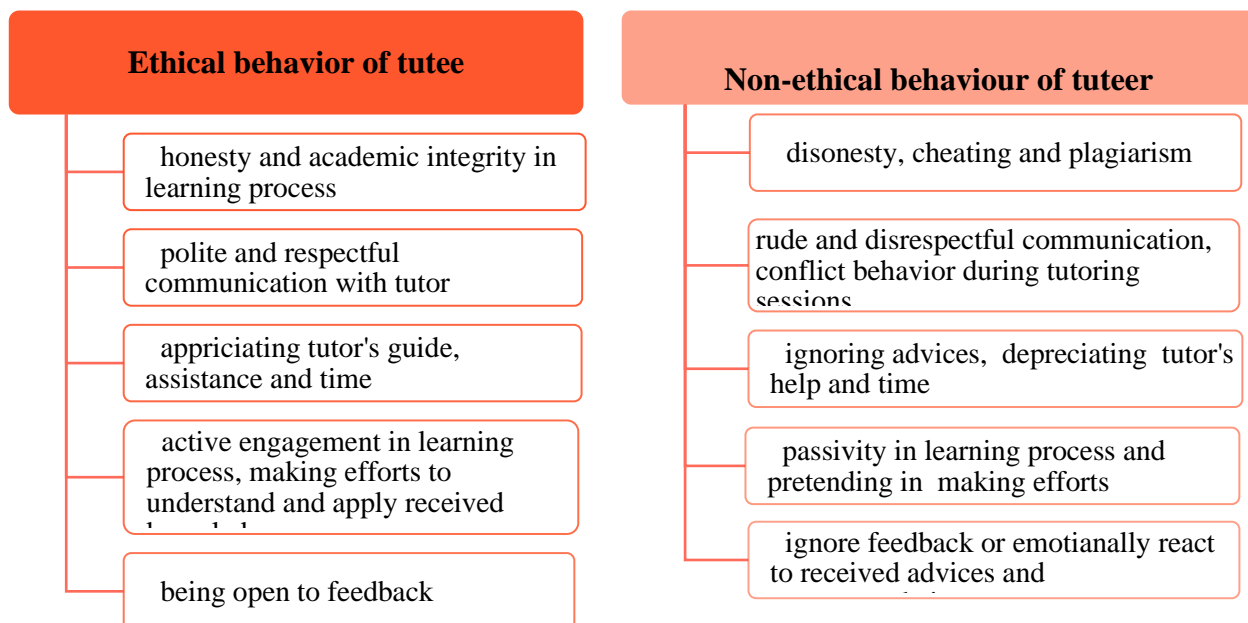 Ethical behavior of tutee
honesty and academic integrity in
learning process
polite and respectful
communication with tutor
appriciating tutor's guide,
assistance and time
active engagement in learning
process, making efforts to
understand and apply received
being open to feedback
Non-ethical behaviour of tuteer
disonesty, cheating and plagiarism
rude and disrespectful communication,
conflict behavior during tutoring
sessions
ignoring advices, depreciating tutor's
help and time
passivity in learning process and
pretending in making efforts
ignore feedback or emotianally react
to received advices and